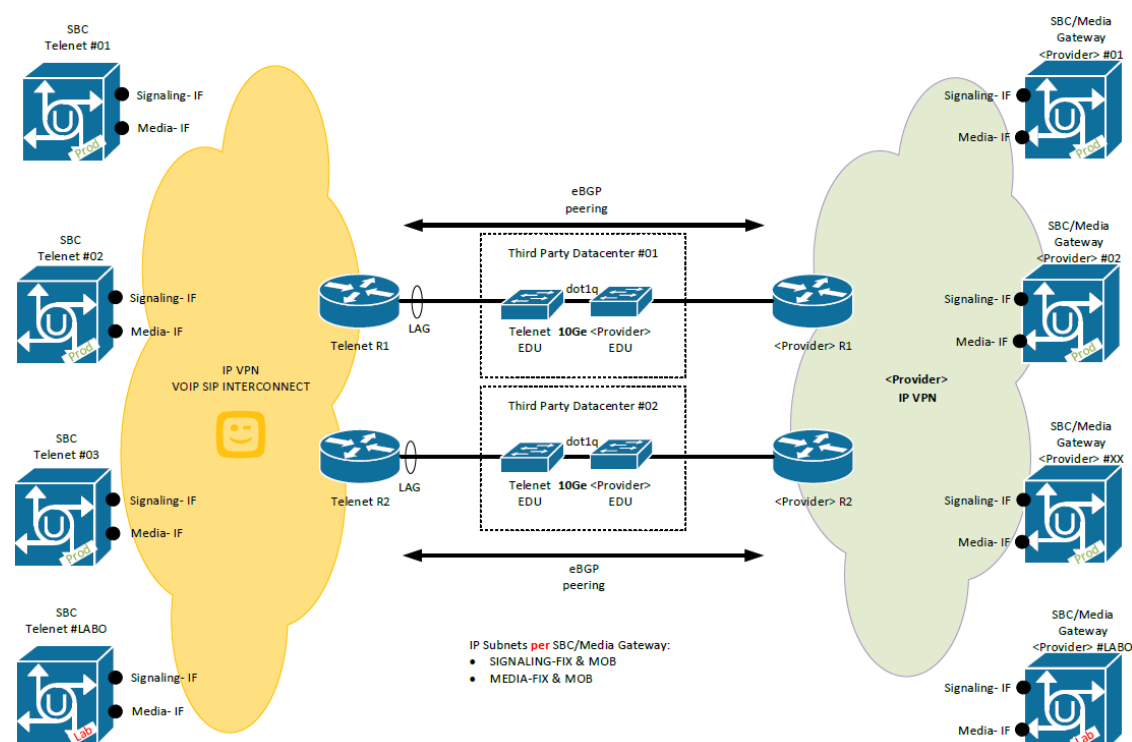 SBC
Telenet #01
Signaling- IF
Media- IF
Prod
SBC
Telenet #02
Signaling- IF
Media- IF
Prod
SBC
Telenet #03
Signaling- IF
Media- IF
Prod
SBC
Telenet #LABO
Signaling- IF
Media- IF
Lab
IP VPN
VOIP SIP INTERCONNECT
eBGP
peering
Third Party Datacenter #01
dot1q
LAG
Telenet R1
Telenet 10Ge <Provider>
EDU EDU
<Provider> R1
Third Party Datacenter #02
dot1q
LAG
Telenet R2
Telenet 10Ge <Provider>
EDU EDU
<Provider> R2
eBGP
peering
IP Subnets per SBC/Media Gateway:
• SIGNALING-FIX & MOB
• MEDIA-FIX & MOB
<Provider>
IP VPN
SBC/Media
Gateway
<Provider> #01
Signaling- IF
Media- IF
Prod
SBC/Media
Gateway
<Provider> #02
Signaling- IF
Media- IF
Prod
SBC/Media
Gateway
<Provider> #XX
Signaling- IF
Media- IF
Prod
SBC/Media
Gateway
<Provider> #LABO
Signaling- IF
Media- IF
Lab